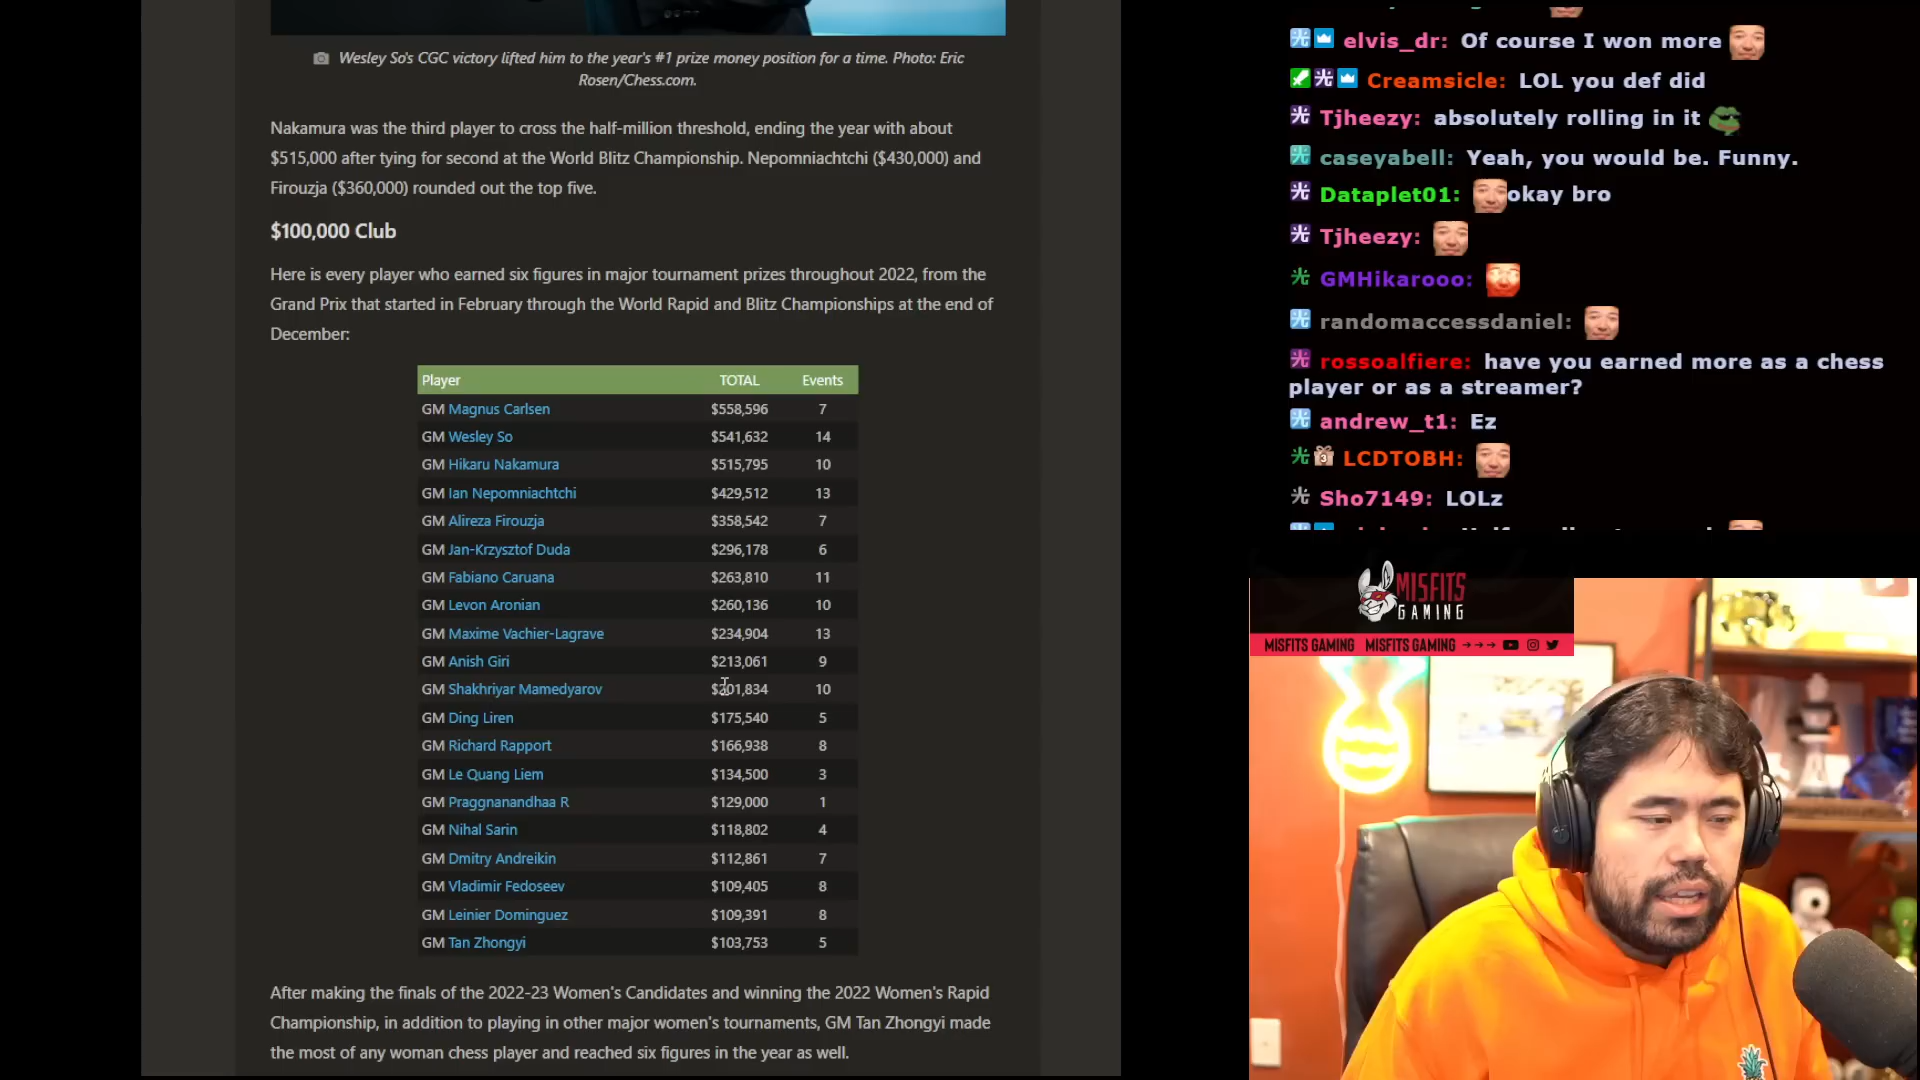 Wesley So's CGC victory lifted him to the year's #1 prize money position for a time. Photo: Eric
Rosen/Chess.com.
Nakamura was the third player to cross the half-million threshold, ending the year with about
$515,000 after tying for second at the World Blitz Championship. Nepomniachtchi ($430,000) and
Firouzja ($360,000) rounded out the top five.
$100,000 Club
Here is every player who earned six figures in major tournament prizes throughout 2022, from the
Grand Prix that started in February through the World Rapid and Blitz Championships at the end of
December:
Player TOTAL Events
GM Magnus Carlsen $558,596 7
GM Wesley So $541,632 14
GM Hikaru Nakamura $515,795 10
GM Ian Nepomniachtchi $429,512 13
GM Alireza Firouzja $358,542 7
GM Jan-Krzysztof Duda $296,178 6
GM Fabiano Caruana $263,810 11
GM Levon Aronian $260,136 10
GM Maxime Vachier-Lagrave $234,904 13
GM Anish Giri $213,061 9
GM Shakhriyar Mamedyarov $201,834 10
GM Ding Liren $175,540 5
GM Richard Rapport $166,938 8
GM Le Quang Liem $134,500 3
GM Praggnanandhaa R $129,000 1
GM Nihal Sarin $118,802 4
GM Dmitry Andreikin $112,861 7
GM Vladimir Fedoseev $109,405 8
GM Leinier Dominguez $109,391 8
GM Tan Zhongyi $103,753 5
After making the finals of the 2022-23 Women's Candidates and winning the 2022 Women's Rapid
Championship, in addition to playing in other major women's tournaments, GM Tan Zhongyi made
the most of any woman chess player and reached six figures in the year as well.
光 elvis_dr: Of course I won more
光 Creamsicle: LOL you def did
光 Tjheezy: absolutely rolling in it
光 caseyabell: Yeah, you would be. Funny.
光 Dataplet01: okay bro
光 Tjheezy:
光 GMHikarooo:
光 randomaccessdaniel:
光 rossoalfiere: have you earned more as a chess
player or as a streamer?
光 andrew_t1: Ez
光 3 LCDTOBH:
光 Sho7149: LOLz
MISFITS
GAMING
MISFITS GAMING MISFITS GAMING